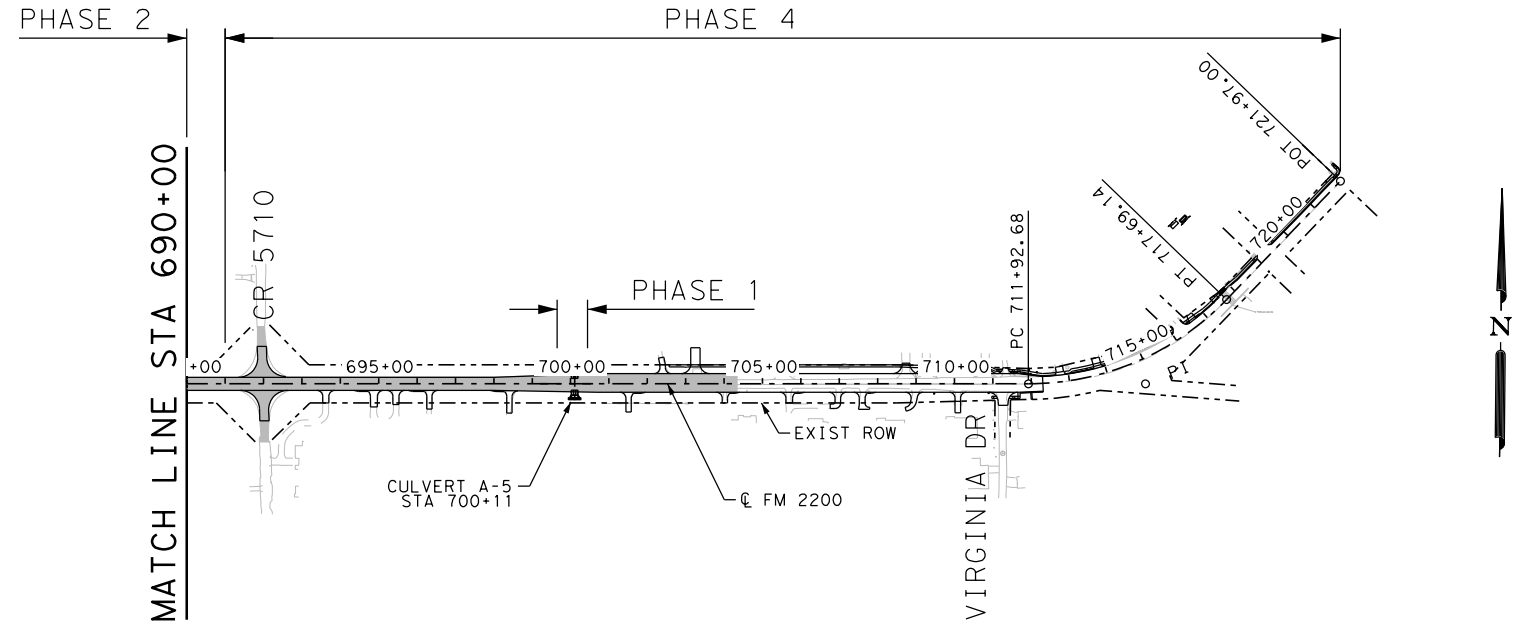 PHASE 2
PHASE 4
POT 721+97.00
PT 717+69.14
PC 711+92.68
MATCH LINE STA 690+00
CR 5710
PHASE 1
+00
695+00
700+00
705+00
710+00
715+00
720+00
PI
N
EXIST ROW
CULVERT A-5
STA 700+11
℄ FM 2200
VIRGINIA DR